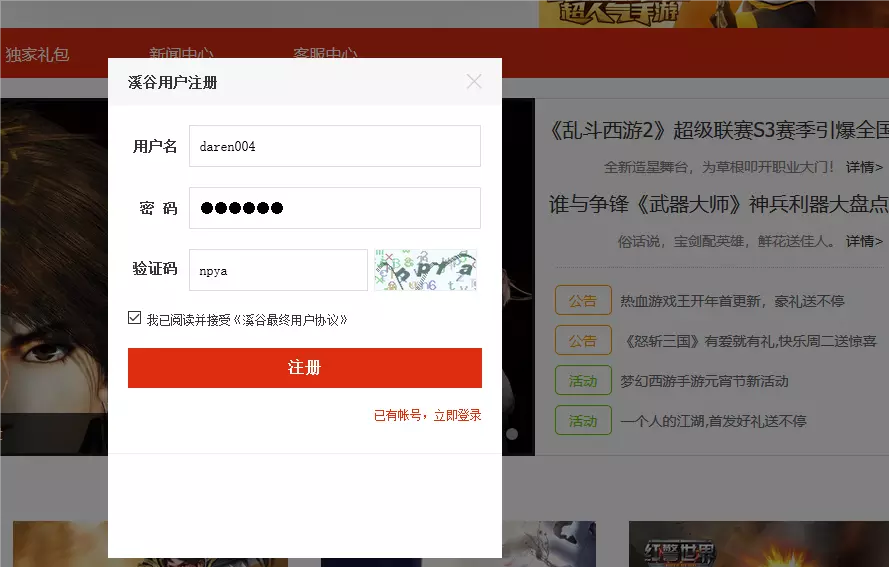 超人气手游
独家礼包
新闻中心
客服中心
溪谷用户注册
用户名
daren004
密 码
●●●●●●
验证码
npya
我已阅读并接受《溪谷最终用户协议》
注册
已有帐号，立即登录
《乱斗西游2》超级联赛S3赛季引爆全国
全新造星舞台，为草根叩开职业大门！ 详情>
谁与争锋《武器大师》神兵利器大盘点
俗话说，宝剑配英雄，鲜花送佳人。 详情>
公告 热血游戏王开年首更新，豪礼送不停
公告 《怒斩三国》有爱就有礼,快乐周二送惊喜
活动 梦幻西游手游元宵节新活动
活动 一个人的江湖,首发好礼送不停
红警世界